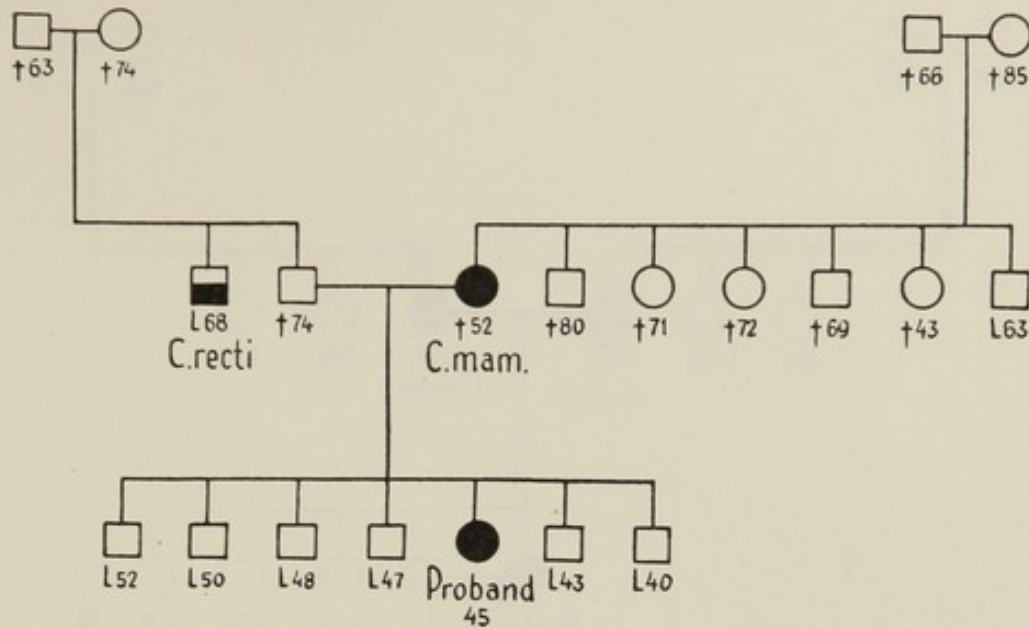 †63 †74 †66 †85
L68 †74 †52 †80 †71 †72 †69 †43 L63
C.recti C.mam.
L52 L50 L48 L47 Proband L43 L40
45